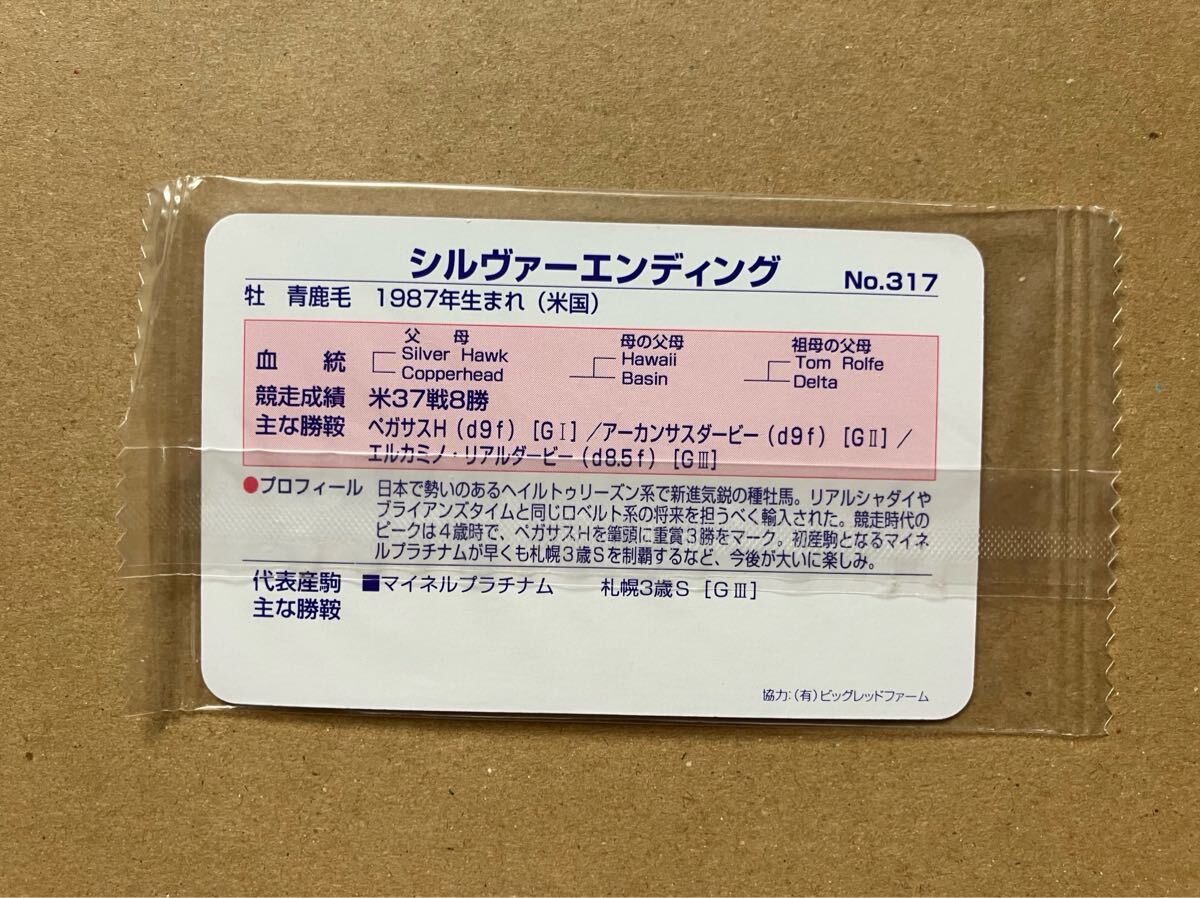 シルヴァーエンディング No.317
牡 青鹿毛 1987年生まれ（米国）
父 母 母の父母 祖母の父母
血 統 Silver Hawk Hawaii Tom Rolfe
Copperhead Basin Delta
競走成績 米37戦8勝
主な勝鞍 ペガサスH（d9f）[GⅠ]／アーカンサスダービー（d9f）[GⅡ]／
エルカミノ・リアルダービー（d8.5f）[GⅢ]
●プロフィール 日本で勢いのあるヘイルトゥリーズン系で新進気鋭の種牡馬。リアルシャダイや
ブライアンズタイムと同じロベルト系の将来を担うべく輸入された。競走時代の
ピークは4歳時で、ペガサスHを筆頭に重賞3勝をマーク。初産駒となるマイネ
ルプラチナムが早くも札幌3歳Sを制覇するなど、今後が大いに楽しみ。
代表産駒 ■マイネルプラチナム 札幌3歳S [GⅢ]
主な勝鞍
協力：（有）ビッグレッドファーム